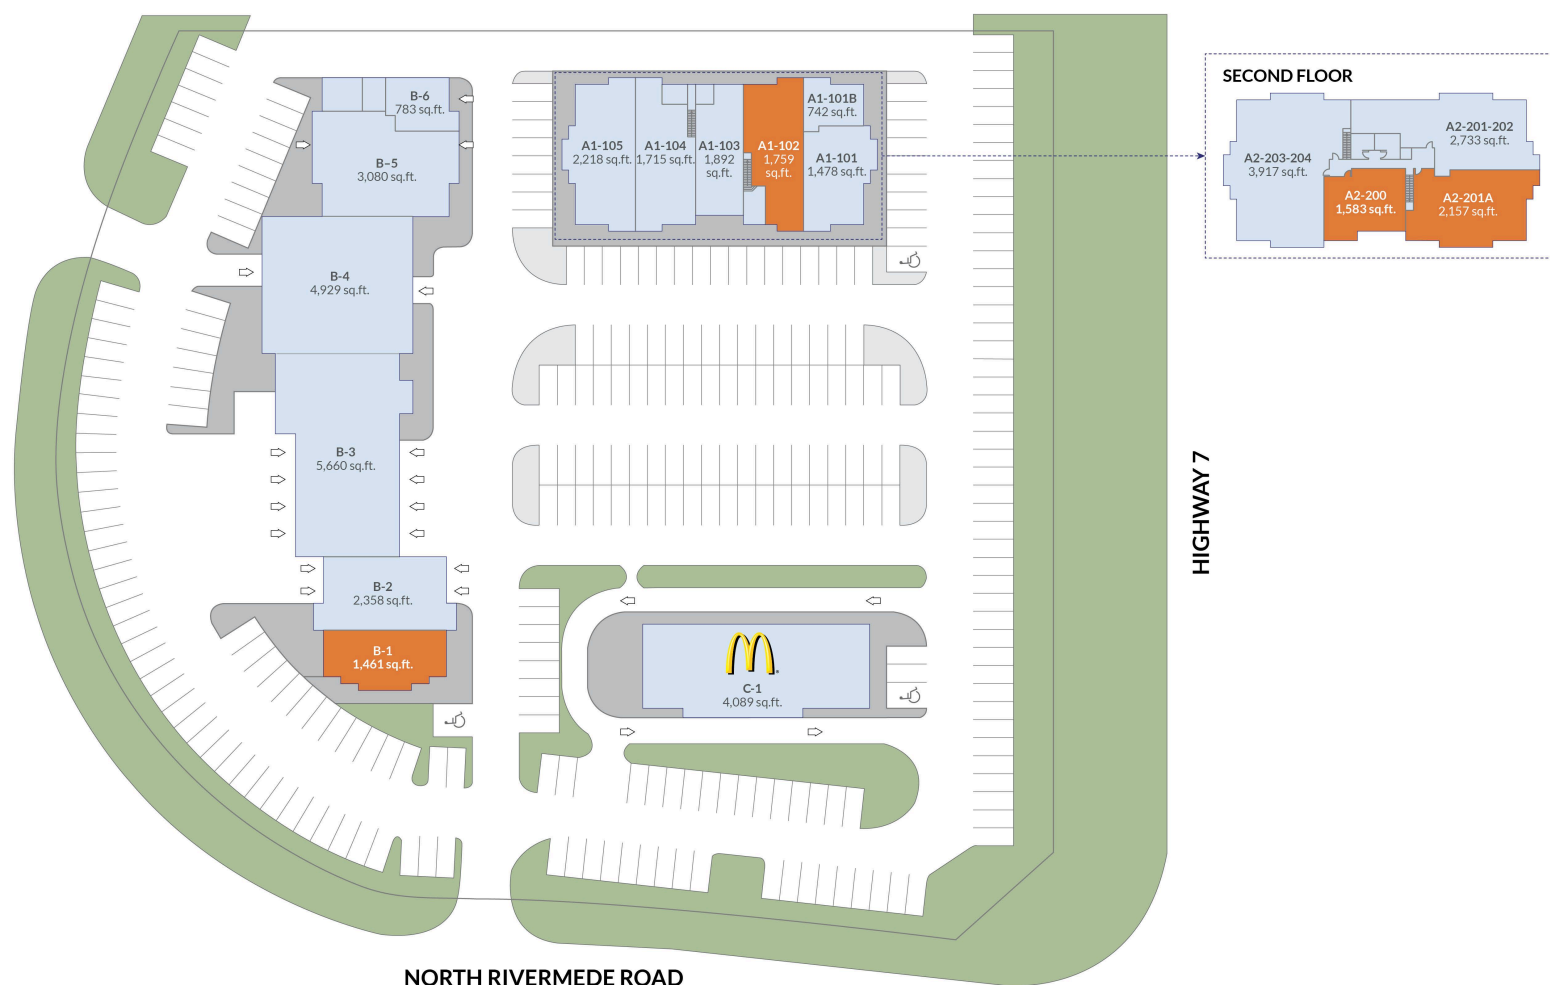 SECOND FLOOR
B-6
783 sq.ft.
B–5
3,080 sq.ft.
B-4
4,929 sq.ft.
B-3
5,660 sq.ft.
B-2
2,358 sq.ft.
B-1
1,461 sq.ft.
A1-105
2,218 sq.ft.
A1-104
1,715 sq.ft.
A1-103
1,892
sq.ft.
A1-102
1,759
sq.ft.
A1-101B
742 sq.ft.
A1-101
1,478 sq.ft.
A2-203-204
3,917 sq.ft.
A2-201-202
2,733 sq.ft.
A2-200
1,583 sq.ft.
A2-201A
2,157 sq.ft.
C-1
4,089 sq.ft.
HIGHWAY 7
NORTH RIVERMEDE ROAD